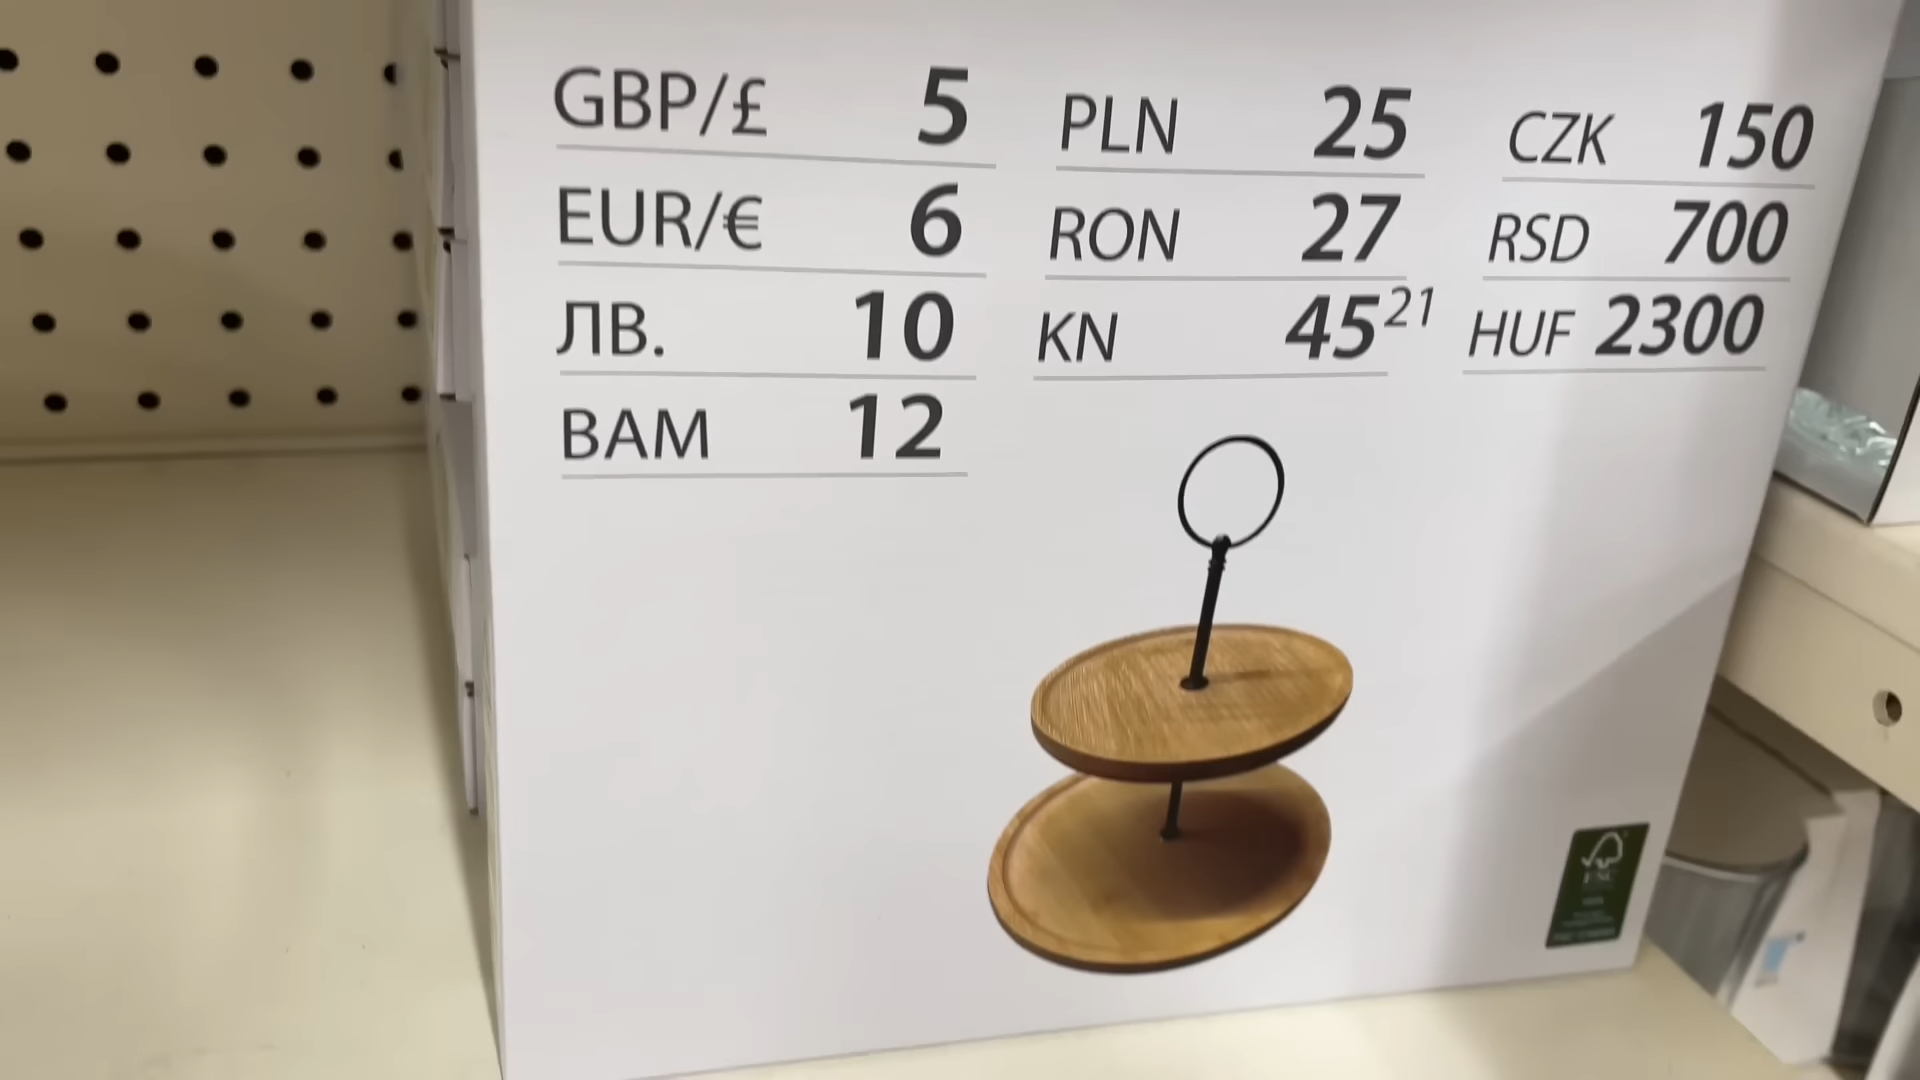 GBP/£ 5
EUR/€ 6
ЛВ. 10
BAM 12
PLN 25
RON 27
KN 45²¹
CZK 150
RSD 700
HUF 2300
FSC